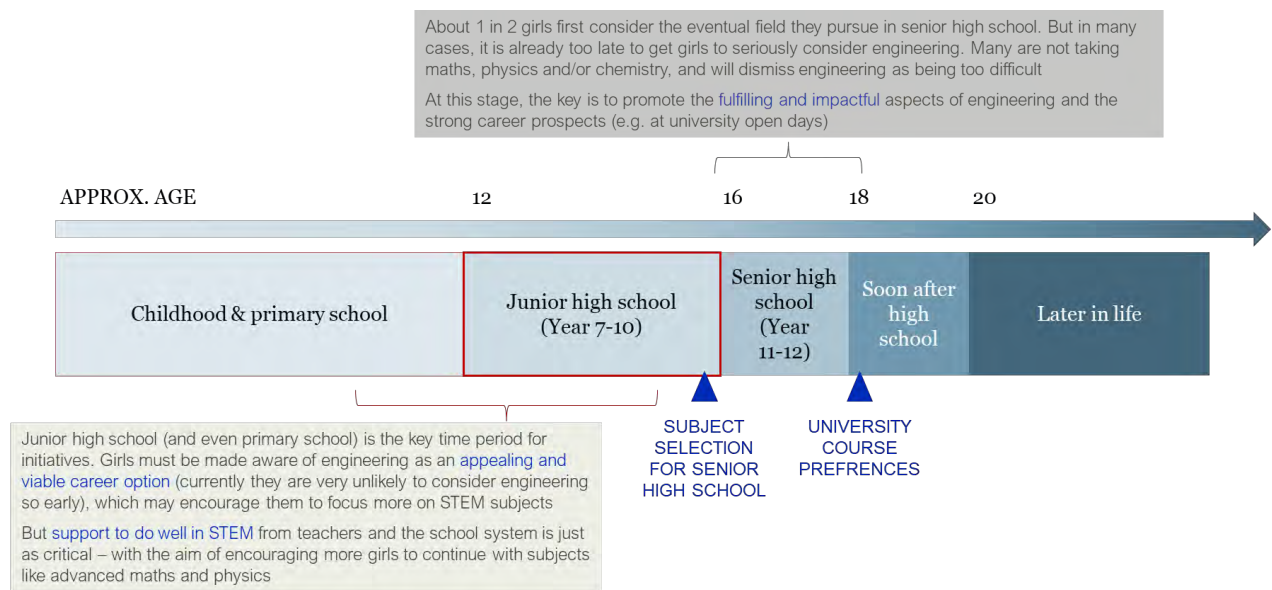 About 1 in 2 girls first consider the eventual field they pursue in senior high school. But in many
cases, it is already too late to get girls to seriously consider engineering. Many are not taking
maths, physics and/or chemistry, and will dismiss engineering as being too difficult
At this stage, the key is to promote the fulfilling and impactful aspects of engineering and the
strong career prospects (e.g. at university open days)
APPROX. AGE 12 16 18 20
Childhood & primary school
Junior high school
(Year 7-10)
Senior high
school
(Year
11-12)
Soon after
high
school
Later in life
SUBJECT
SELECTION
FOR SENIOR
HIGH SCHOOL
UNIVERSITY
COURSE
PREFRENCES
Junior high school (and even primary school) is the key time period for
initiatives. Girls must be made aware of engineering as an appealing and
viable career option (currently they are very unlikely to consider engineering
so early), which may encourage them to focus more on STEM subjects
But support to do well in STEM from teachers and the school system is just
as critical – with the aim of encouraging more girls to continue with subjects
like advanced maths and physics